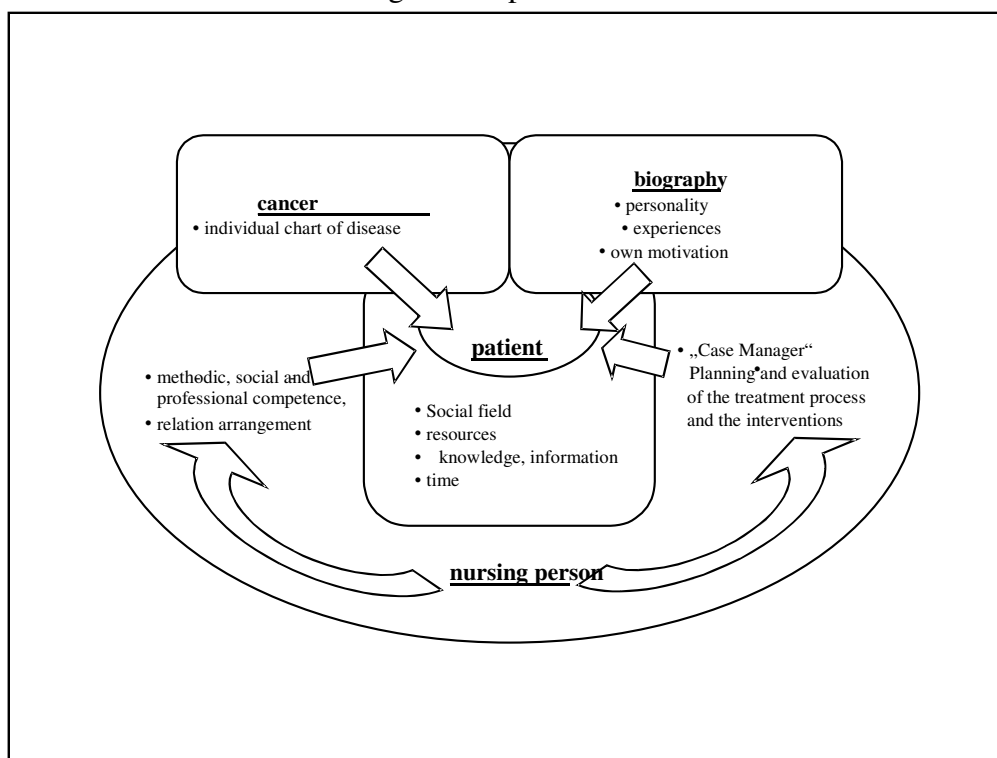 cancer
• individual chart of disease
biography
• personality
• experiences
• own motivation
patient
• methodic, social and
professional competence,
• relation arrangement
• Social field
• resources
• knowledge, information
• time
• „Case Manager“
Planning • and evaluation
of the treatment process
and the interventions
nursing person